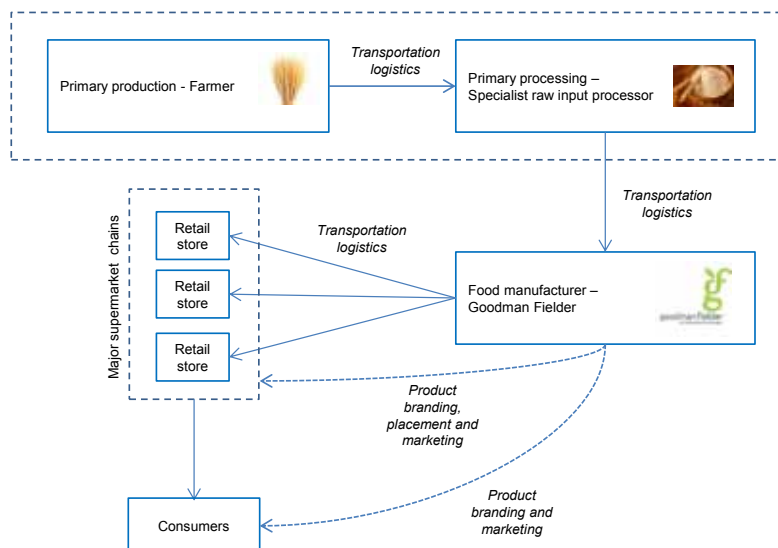 Transportation
logistics
Primary production - Farmer
Primary processing –
Specialist raw input processor
Transportation
logistics
Major supermarket chains
Retail
store
Transportation
logistics
Retail
store
Food manufacturer –
Goodman Fielder
goodman fielder
Retail
store
Product
branding,
placement and
marketing
Product
branding and
marketing
Consumers